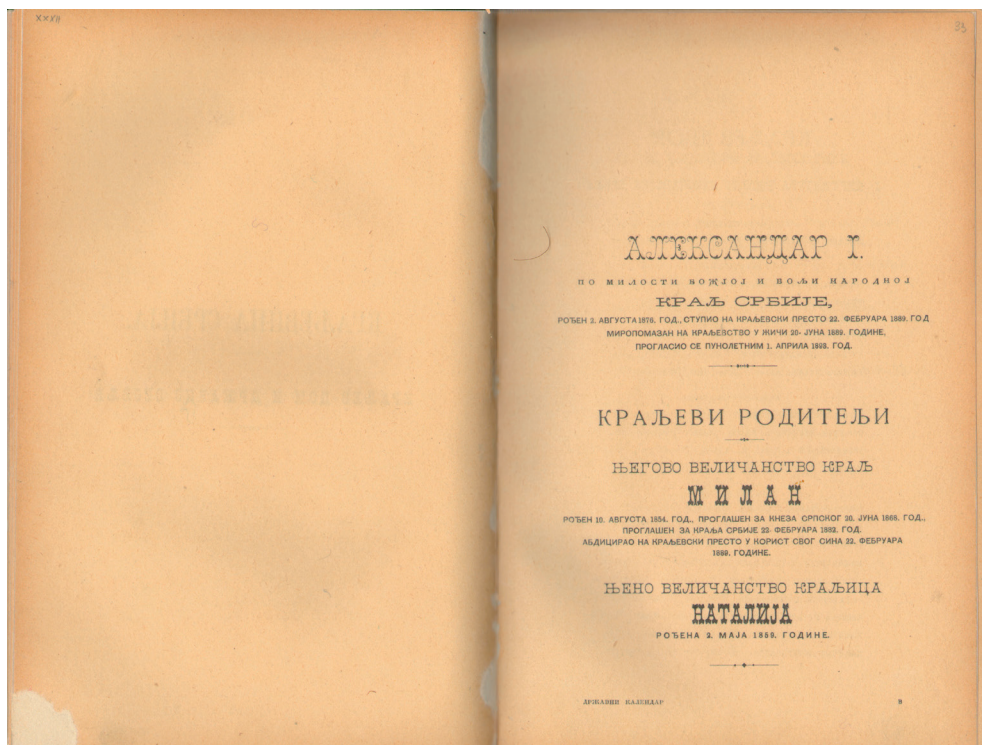 XXXII
33
АЛЕКСАНДАР I.
ПО МИЛОСТИ БОЖЈОЈ И ВОЉИ НАРОДНОЈ
КРАЉ СРБИЈЕ,
РОЂЕН 2. АВГУСТА 1876. ГОД., СТУПИО НА КРАЉЕВСКИ ПРЕСТО 22. ФЕБРУАРА 1889. ГОД
МИРОПОМАЗАН НА КРАЉЕВСТВО У ЖИЧИ 20- ЈУНА 1889. ГОДИНЕ,
ПРОГЛАСИО СЕ ПУНОЛЕТНИМ 1. АПРИЛА 1893. ГОД.
КРАЉЕВИ РОДИТЕЉИ
ЊЕГОВО ВЕЛИЧАНСТВО КРАЉ
МИЛАН
РОЂЕН 10. АВГУСТА 1854. ГОД., ПРОГЛАШЕН ЗА КНЕЗА СРПСКОГ 20. ЈУНА 1868. ГОД.,
ПРОГЛАШЕН ЗА КРАЉА СРБИЈЕ 22. ФЕБРУАРА 1882. ГОД.
АБДИЦИРАО НА КРАЉЕВСКИ ПРЕСТО У КОРИСТ СВОГ СИНА 22. ФЕБРУАРА
1889. ГОДИНЕ.
ЊЕНО ВЕЛИЧАНСТВО КРАЉИЦА
НАТАЛИЈА
РОЂЕНА 2. МАЈА 1859. ГОДИНЕ.
ДРЖАВНИ КАЛЕНДАР